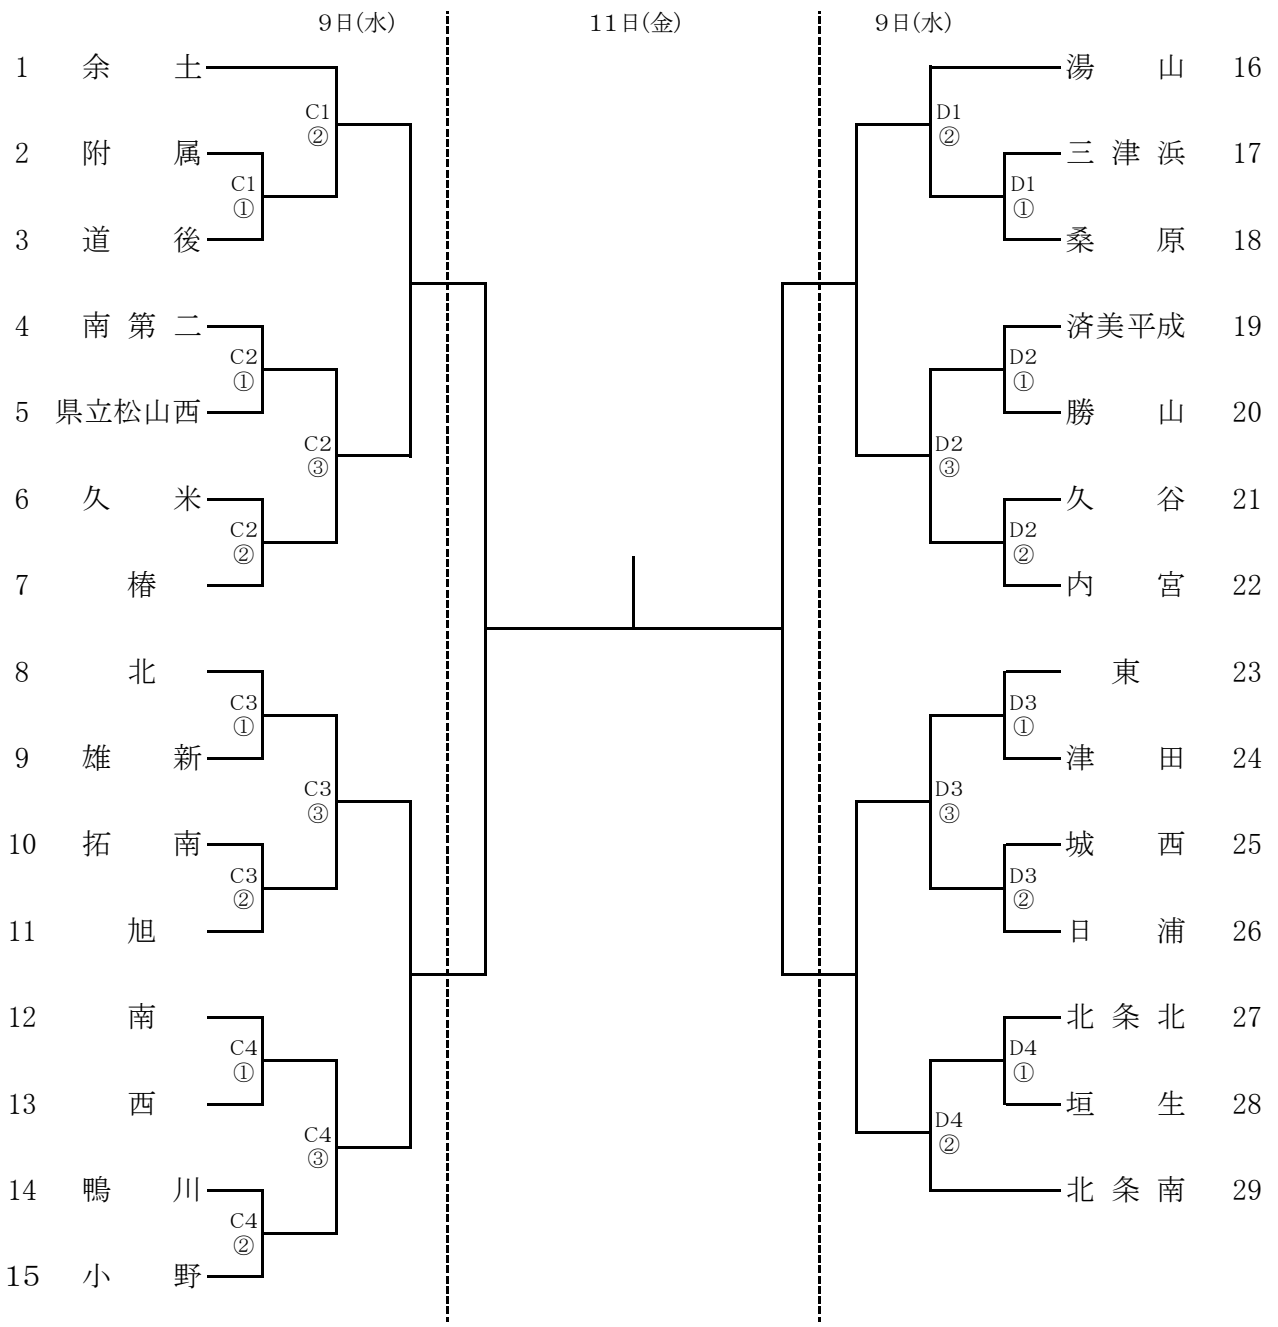 9日(水) 11日(金) 9日(水)
1 余土 湯山 16
C1 D1
② ②
2 附属 三津浜 17
C1 D1
① ①
3 道後 桑原 18
4 南第二 済美平成 19
C2 D2
① ①
5 県立松山西 勝山 20
C2 D2
③ ③
6 久米 久谷 21
C2 D2
② ②
7 椿 内宮 22
8 北 東 23
C3 D3
① ①
9 雄新 津田 24
C3 D3
③ ③
10 拓南 城西 25
C3 D3
② ②
11 旭 日浦 26
12 南 北条北 27
C4 D4
① ①
13 西 垣生 28
C4 D4
③ ②
14 鴨川 北条南 29
C4
②
15 小野